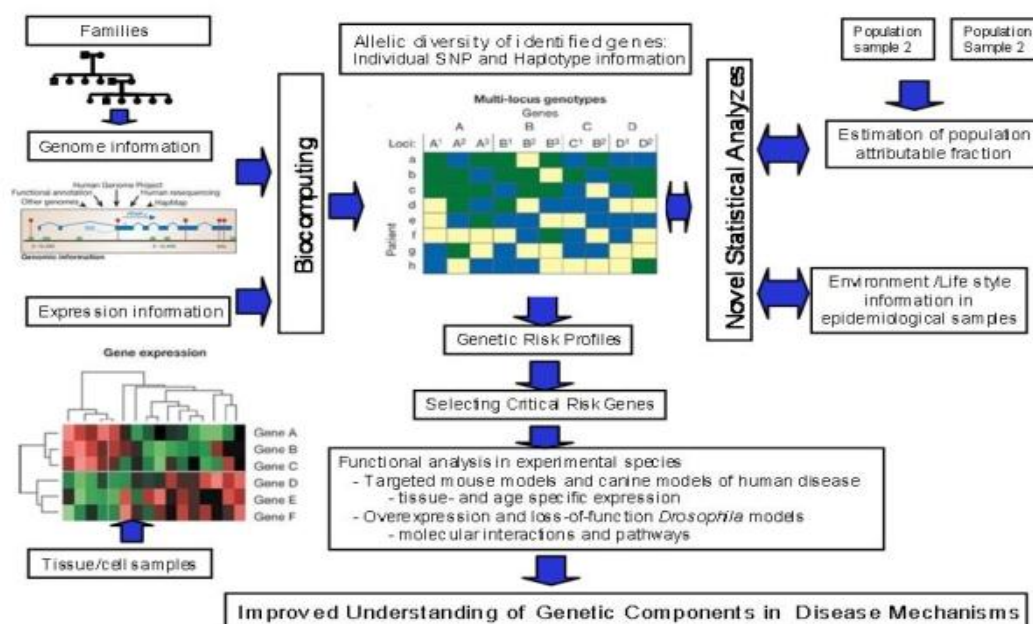 Families
Genome information
Human Genome Project
Functional annotation
Human resequencing
Other genomes
HapMap
Genomic information
Expression information
Gene expression
Gene A
Gene B
Gene C
Gene D
Gene E
Gene F
Tissue/cell samples
Biocomputing
Allelic diversity of identified genes:
Individual SNP and Haplotype information
Multi-locus genotypes
Genes
A B C D
Loci: A¹ A² A³ B¹ B² B³ C¹ B² D¹ D²
Patient
a
b
c
d
e
f
g
h
Genetic Risk Profiles
Selecting Critical Risk Genes
Functional analysis in experimental species
- Targeted mouse models and canine models of human disease
- tissue- and age specific expression
- Overexpression and loss-of-function Drosophila models
- molecular interactions and pathways
Novel Statistical Analyzes
Population
sample 2
Population
Sample 2
Estimation of population
attributable fraction
Environment /Life style
information in
epidemiological samples
Improved Understanding of Genetic Components in Disease Mechanisms